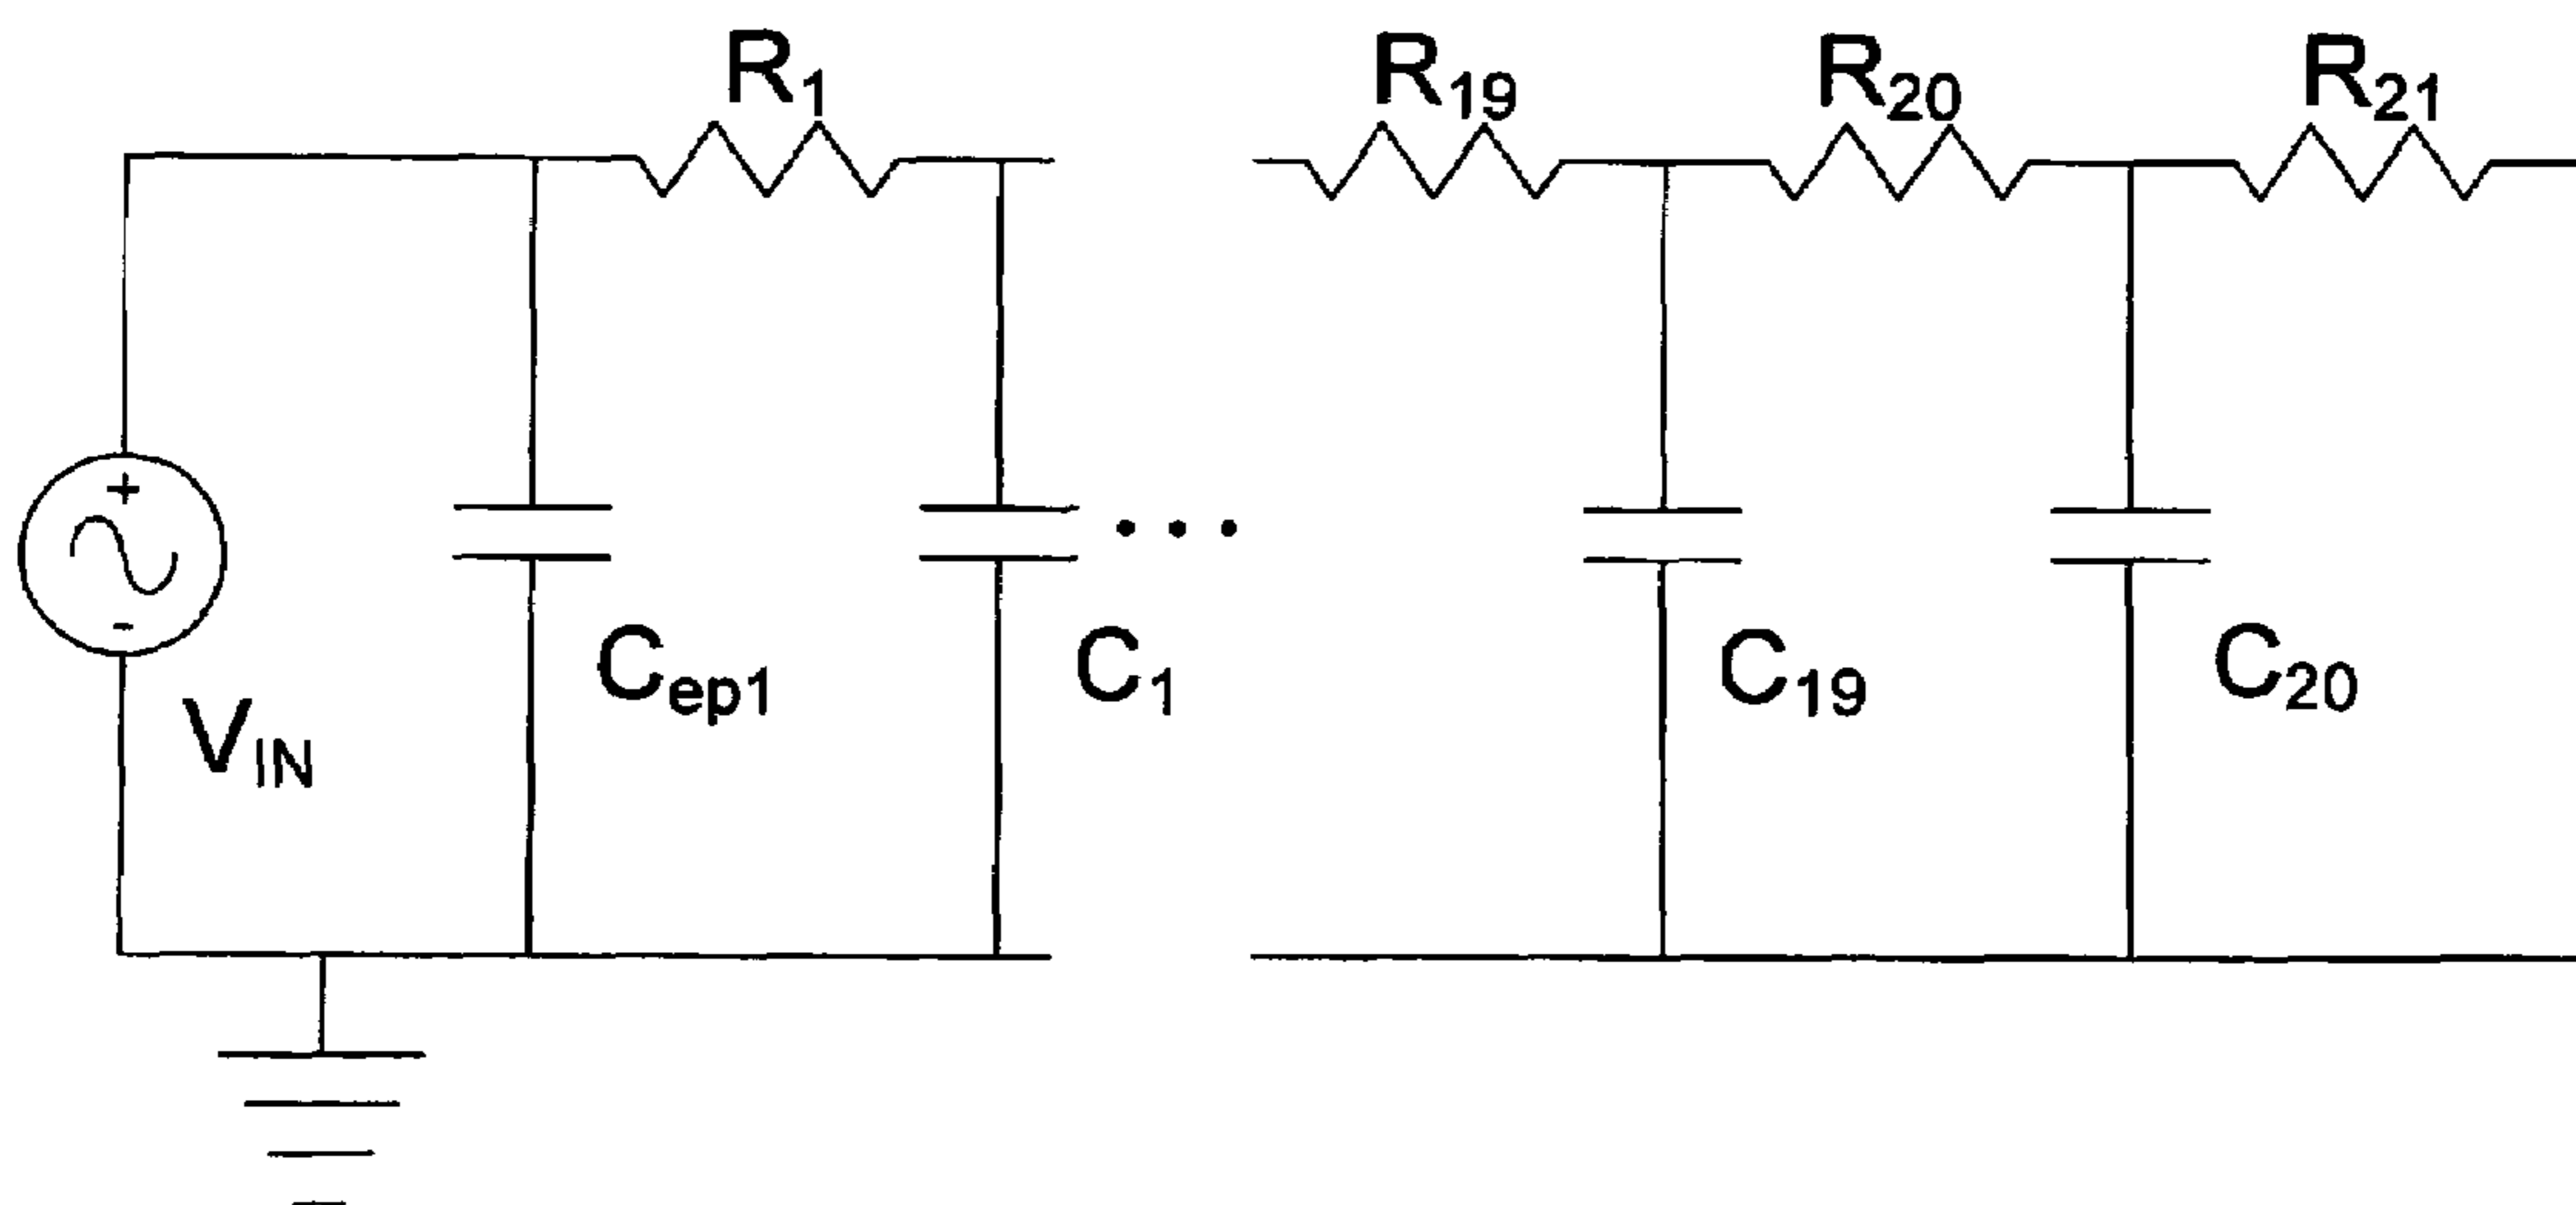 R1
R19
R20
R21
+
-
VIN
Cep1
C1
• • •
C19
C20